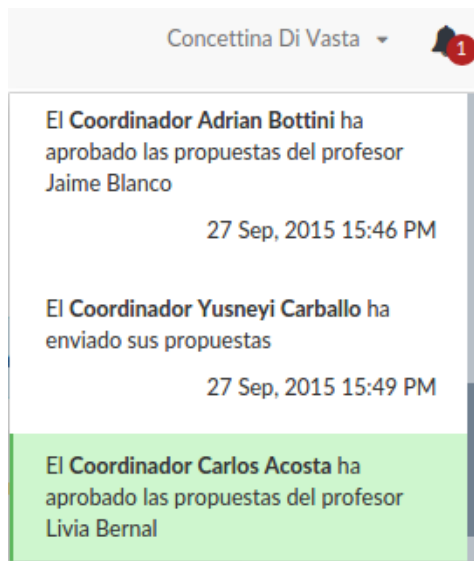 Concettina Di Vasta
1
El Coordinador Adrian Bottini ha
aprobado las propuestas del profesor
Jaime Blanco
27 Sep, 2015 15:46 PM
El Coordinador Yusneyi Carballo ha
enviado sus propuestas
27 Sep, 2015 15:49 PM
El Coordinador Carlos Acosta ha
aprobado las propuestas del profesor
Livia Bernal